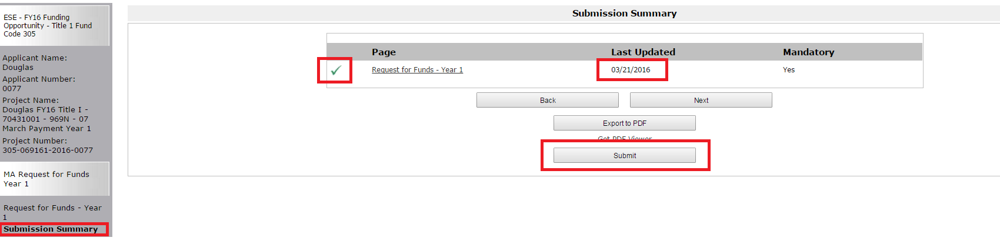 ESE - FY16 Funding
Opportunity - Title 1 Fund
Code 305
Applicant Name:
Douglas
Applicant Number:
0077
Project Name:
Douglas FY16 Title I -
70431001 - 969N - 07
March Payment Year 1
Project Number:
305-069161-2016-0077
MA Request for Funds
Year 1
Request for Funds - Year
1
Submission Summary
Submission Summary
Page Last Updated Mandatory
Request for Funds - Year 1 03/21/2016 Yes
Back Next
Export to PDF
Get PDF Viewer
Submit